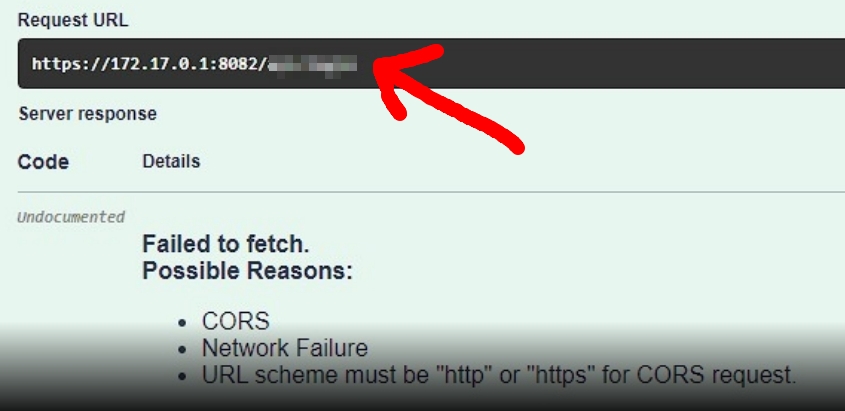 Request URL
https://172.17.0.1:8082/
Server response
Code Details
Undocumented
Failed to fetch.
Possible Reasons:
• CORS
• Network Failure
• URL scheme must be "http" or "https" for CORS request.